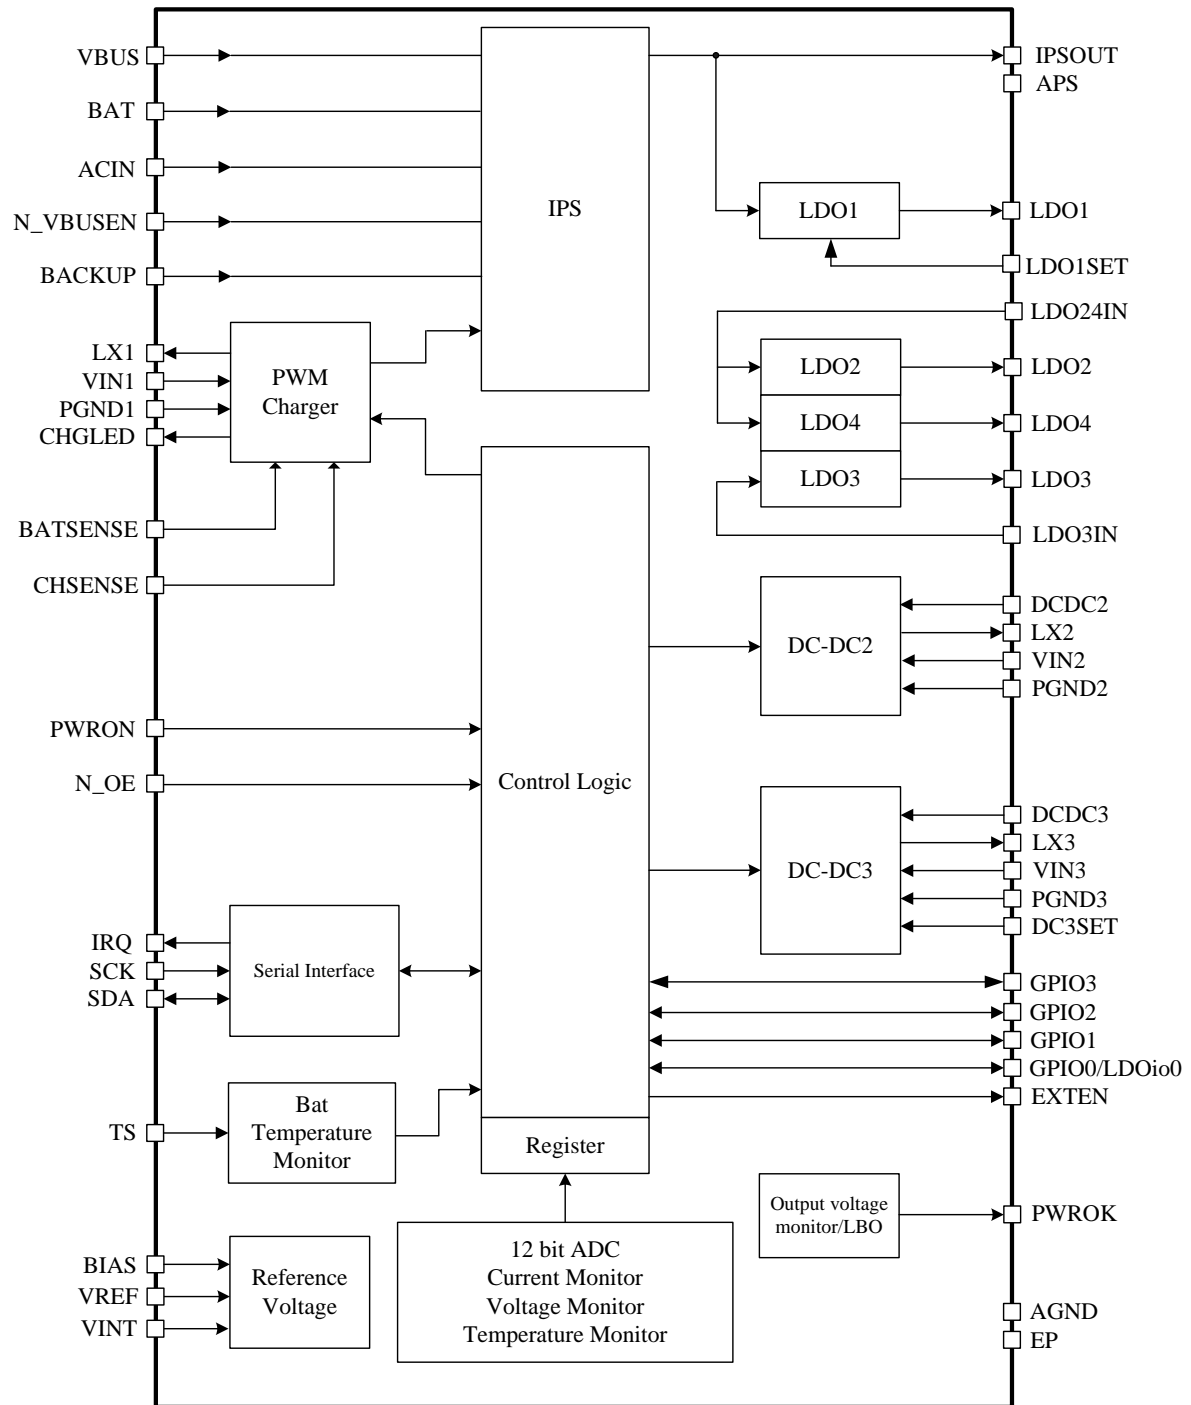 VBUS
BAT
ACIN
N_VBUSEN
BACKUP
LX1
VIN1
PGND1
CHGLED
BATSENSE
CHSENSE
PWRON
N_OE
IRQ
SCK
SDA
TS
BIAS
VREF
VINT
IPS
PWM
Charger
Control Logic
Serial Interface
Bat
Temperature
Monitor
Register
Reference
Voltage
12 bit ADC
Current Monitor
Voltage Monitor
Temperature Monitor
LDO1
LDO2
LDO4
LDO3
DC-DC2
DC-DC3
Output voltage
monitor/LBO
IPSOUT
APS
LDO1
LDO1SET
LDO24IN
LDO2
LDO4
LDO3
LDO3IN
DCDC2
LX2
VIN2
PGND2
DCDC3
LX3
VIN3
PGND3
DC3SET
GPIO3
GPIO2
GPIO1
GPIO0/LDOio0
EXTEN
PWROK
AGND
EP